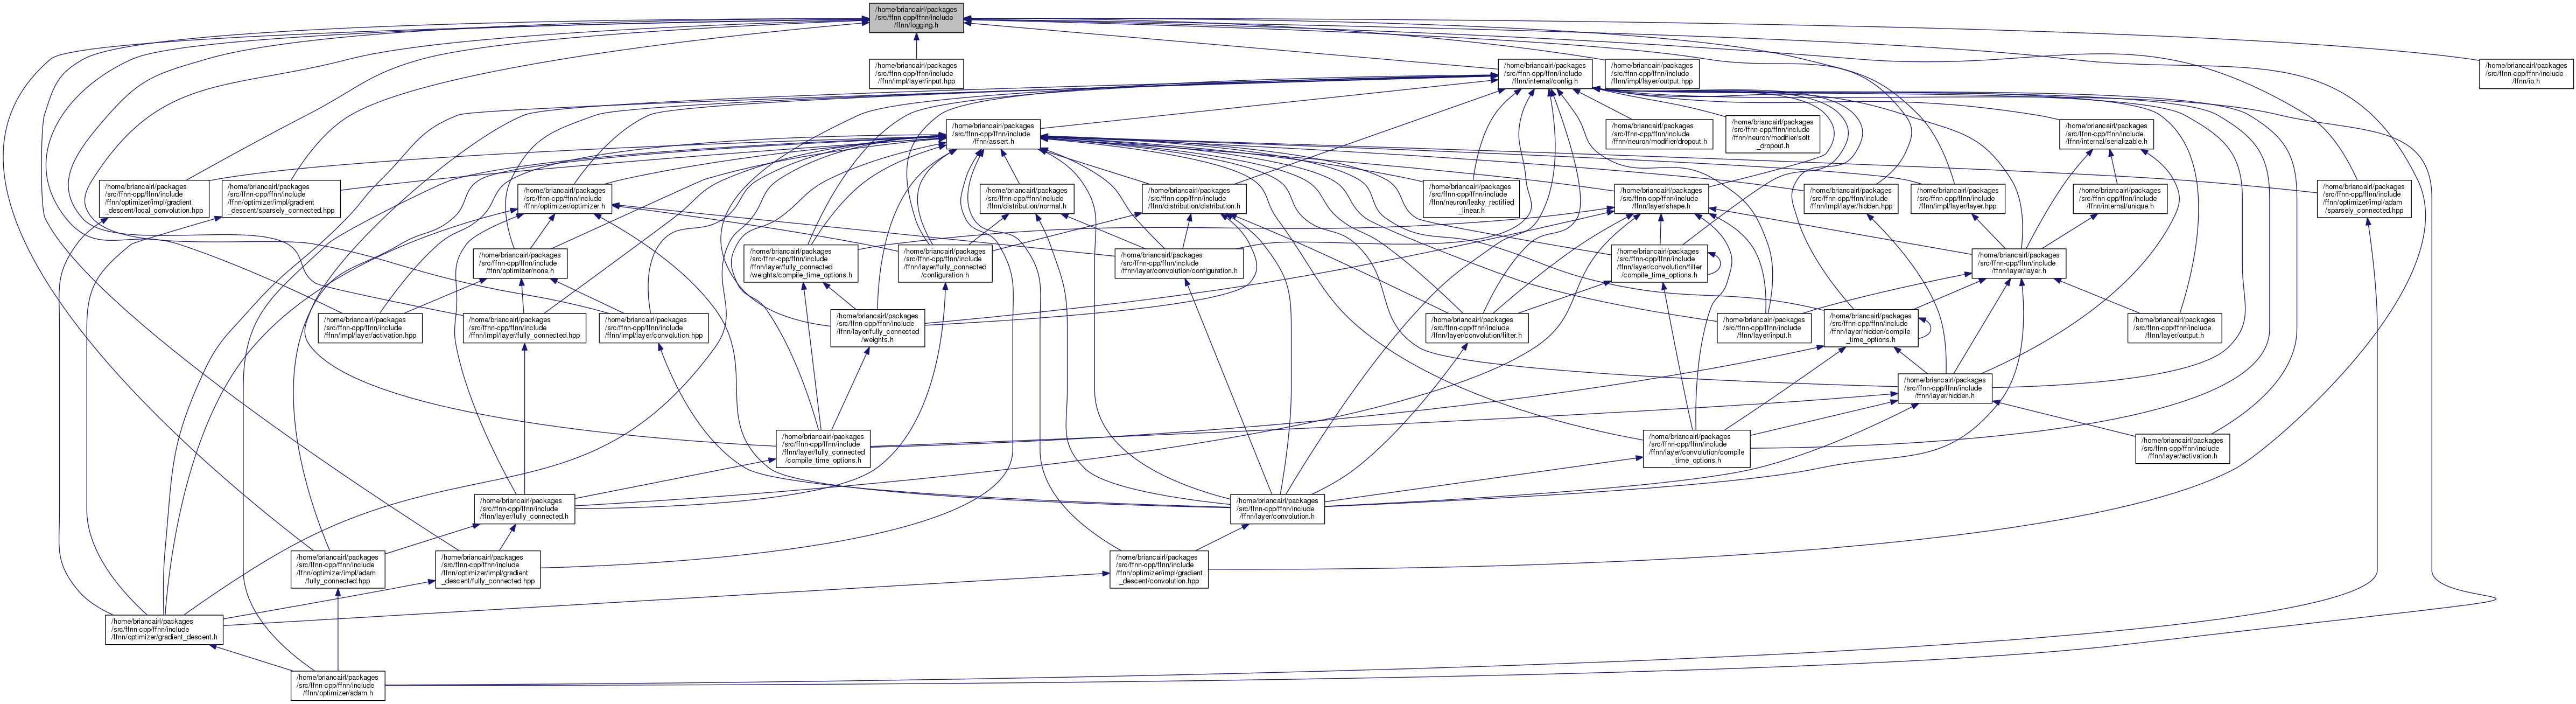 /home/briancairl/packages
/src/ffnn-cpp/ffnn/include
/ffnn/logging.h
/home/briancairl/packages
/src/ffnn-cpp/ffnn/include
/ffnn/impl/layer/input.hpp
/home/briancairl/packages
/src/ffnn-cpp/ffnn/include
/ffnn/internal/config.h
/home/briancairl/packages
/src/ffnn-cpp/ffnn/include
/ffnn/impl/layer/output.hpp
/home/briancairl/packages
/src/ffnn-cpp/ffnn/include
/ffnn/io.h
/home/briancairl/packages
/src/ffnn-cpp/ffnn/include
/ffnn/assert.h
/home/briancairl/packages
/src/ffnn-cpp/ffnn/include
/ffnn/neuron/modifier/dropout.h
/home/briancairl/packages
/src/ffnn-cpp/ffnn/include
/ffnn/neuron/modifier/soft
_dropout.h
/home/briancairl/packages
/src/ffnn-cpp/ffnn/include
/ffnn/internal/serializable.h
/home/briancairl/packages
/src/ffnn-cpp/ffnn/include
/ffnn/optimizer/impl/gradient
_descent/local_convolution.hpp
/home/briancairl/packages
/src/ffnn-cpp/ffnn/include
/ffnn/optimizer/impl/gradient
_descent/sparsely_connected.hpp
/home/briancairl/packages
/src/ffnn-cpp/ffnn/include
/ffnn/optimizer/optimizer.h
/home/briancairl/packages
/src/ffnn-cpp/ffnn/include
/ffnn/distribution/normal.h
/home/briancairl/packages
/src/ffnn-cpp/ffnn/include
/ffnn/distribution/distribution.h
/home/briancairl/packages
/src/ffnn-cpp/ffnn/include
/ffnn/neuron/leaky_rectified
_linear.h
/home/briancairl/packages
/src/ffnn-cpp/ffnn/include
/ffnn/layer/shape.h
/home/briancairl/packages
/src/ffnn-cpp/ffnn/include
/ffnn/impl/layer/hidden.hpp
/home/briancairl/packages
/src/ffnn-cpp/ffnn/include
/ffnn/impl/layer/layer.hpp
/home/briancairl/packages
/src/ffnn-cpp/ffnn/include
/ffnn/internal/unique.h
/home/briancairl/packages
/src/ffnn-cpp/ffnn/include
/ffnn/optimizer/impl/adam
/sparsely_connected.hpp
/home/briancairl/packages
/src/ffnn-cpp/ffnn/include
/ffnn/optimizer/none.h
/home/briancairl/packages
/src/ffnn-cpp/ffnn/include
/ffnn/layer/fully_connected
/weights/compile_time_options.h
/home/briancairl/packages
/src/ffnn-cpp/ffnn/include
/ffnn/layer/fully_connected
/configuration.h
/home/briancairl/packages
/src/ffnn-cpp/ffnn/include
/ffnn/layer/convolution/configuration.h
/home/briancairl/packages
/src/ffnn-cpp/ffnn/include
/ffnn/layer/convolution/filter
/compile_time_options.h
/home/briancairl/packages
/src/ffnn-cpp/ffnn/include
/ffnn/layer/layer.h
/home/briancairl/packages
/src/ffnn-cpp/ffnn/include
/ffnn/impl/layer/activation.hpp
/home/briancairl/packages
/src/ffnn-cpp/ffnn/include
/ffnn/impl/layer/fully_connected.hpp
/home/briancairl/packages
/src/ffnn-cpp/ffnn/include
/ffnn/impl/layer/convolution.hpp
/home/briancairl/packages
/src/ffnn-cpp/ffnn/include
/ffnn/layer/fully_connected
/weights.h
/home/briancairl/packages
/src/ffnn-cpp/ffnn/include
/ffnn/layer/convolution/filter.h
/home/briancairl/packages
/src/ffnn-cpp/ffnn/include
/ffnn/layer/input.h
/home/briancairl/packages
/src/ffnn-cpp/ffnn/include
/ffnn/layer/hidden/compile
_time_options.h
/home/briancairl/packages
/src/ffnn-cpp/ffnn/include
/ffnn/layer/output.h
/home/briancairl/packages
/src/ffnn-cpp/ffnn/include
/ffnn/layer/hidden.h
/home/briancairl/packages
/src/ffnn-cpp/ffnn/include
/ffnn/layer/fully_connected
/compile_time_options.h
/home/briancairl/packages
/src/ffnn-cpp/ffnn/include
/ffnn/layer/convolution/compile
_time_options.h
/home/briancairl/packages
/src/ffnn-cpp/ffnn/include
/ffnn/layer/activation.h
/home/briancairl/packages
/src/ffnn-cpp/ffnn/include
/ffnn/layer/fully_connected.h
/home/briancairl/packages
/src/ffnn-cpp/ffnn/include
/ffnn/layer/convolution.h
/home/briancairl/packages
/src/ffnn-cpp/ffnn/include
/ffnn/optimizer/impl/adam
/fully_connected.hpp
/home/briancairl/packages
/src/ffnn-cpp/ffnn/include
/ffnn/optimizer/impl/gradient
_descent/fully_connected.hpp
/home/briancairl/packages
/src/ffnn-cpp/ffnn/include
/ffnn/optimizer/impl/gradient
_descent/convolution.hpp
/home/briancairl/packages
/src/ffnn-cpp/ffnn/include
/ffnn/optimizer/gradient_descent.h
/home/briancairl/packages
/src/ffnn-cpp/ffnn/include
/ffnn/optimizer/adam.h